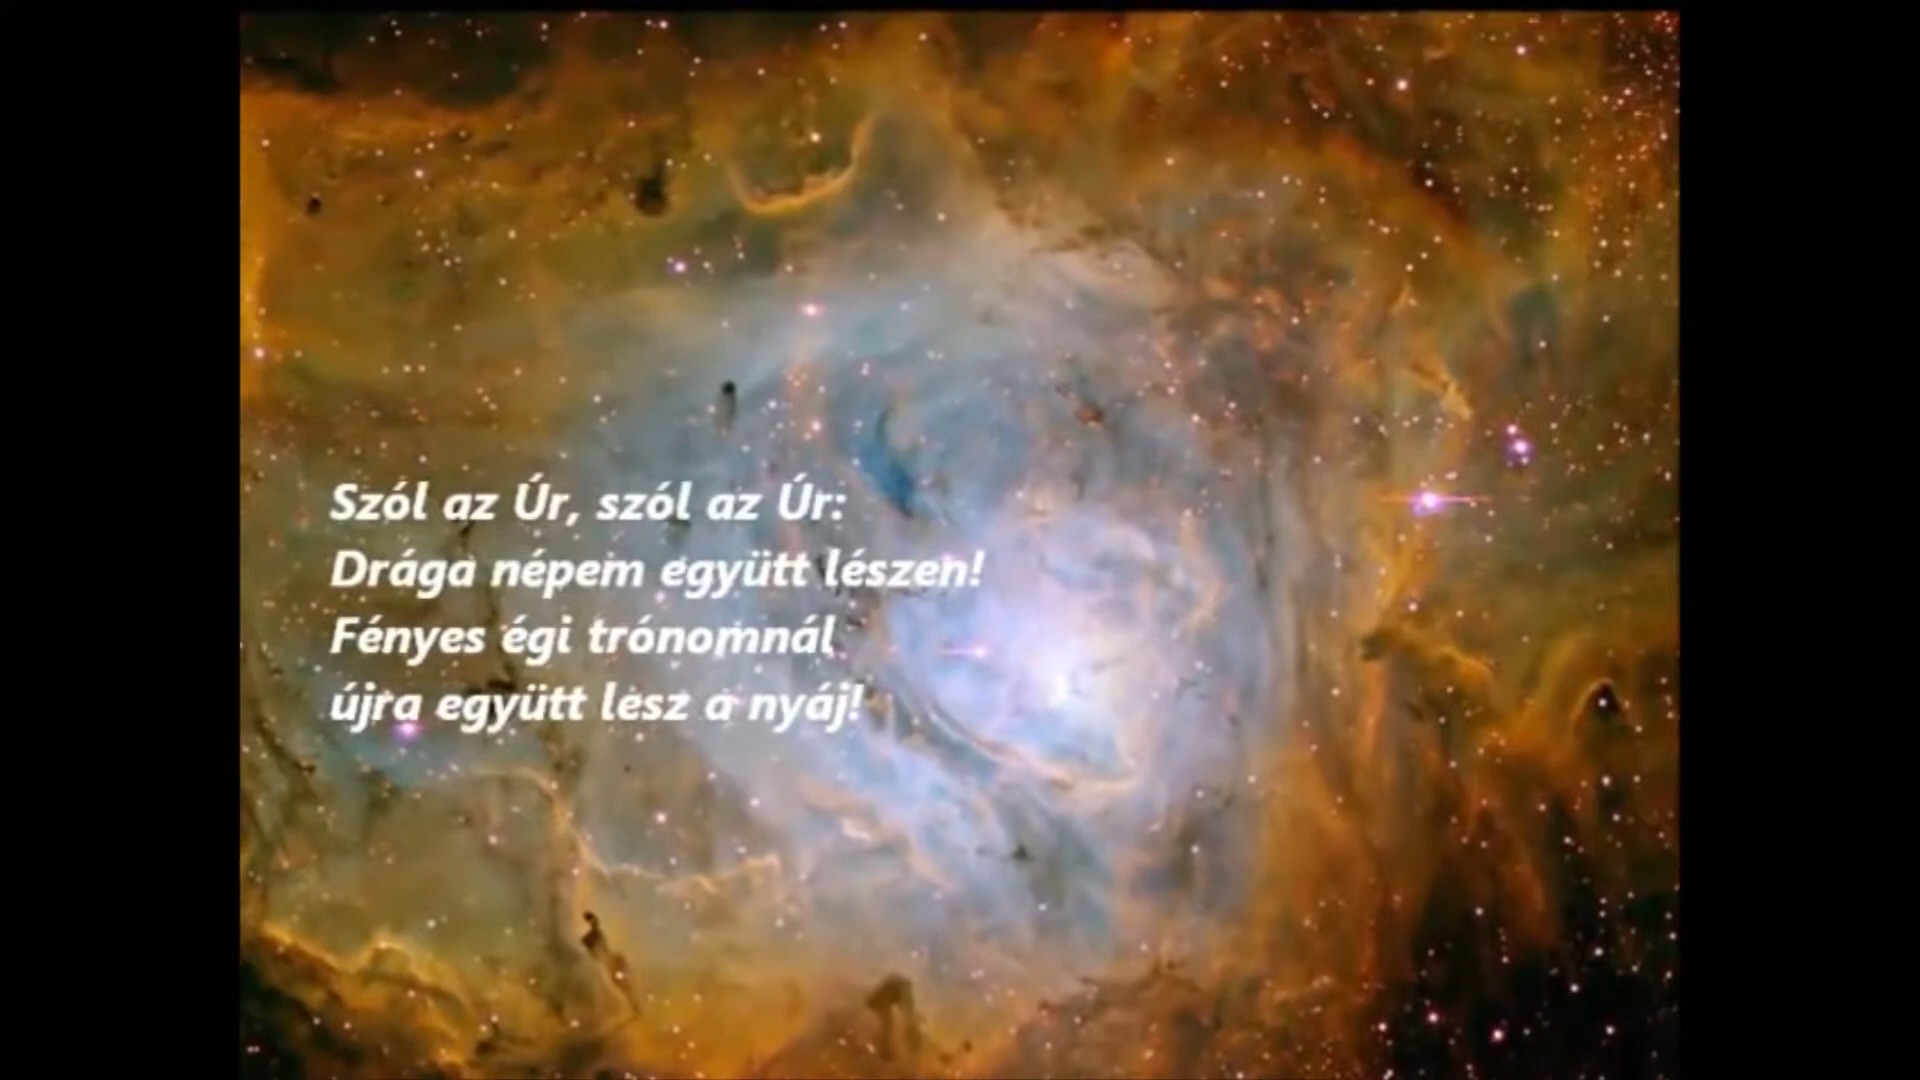 Szól az Úr, szól az Úr:
Drága népem együtt lészen!
Fényes égi trónomnál
újra együtt lesz a nyáj!